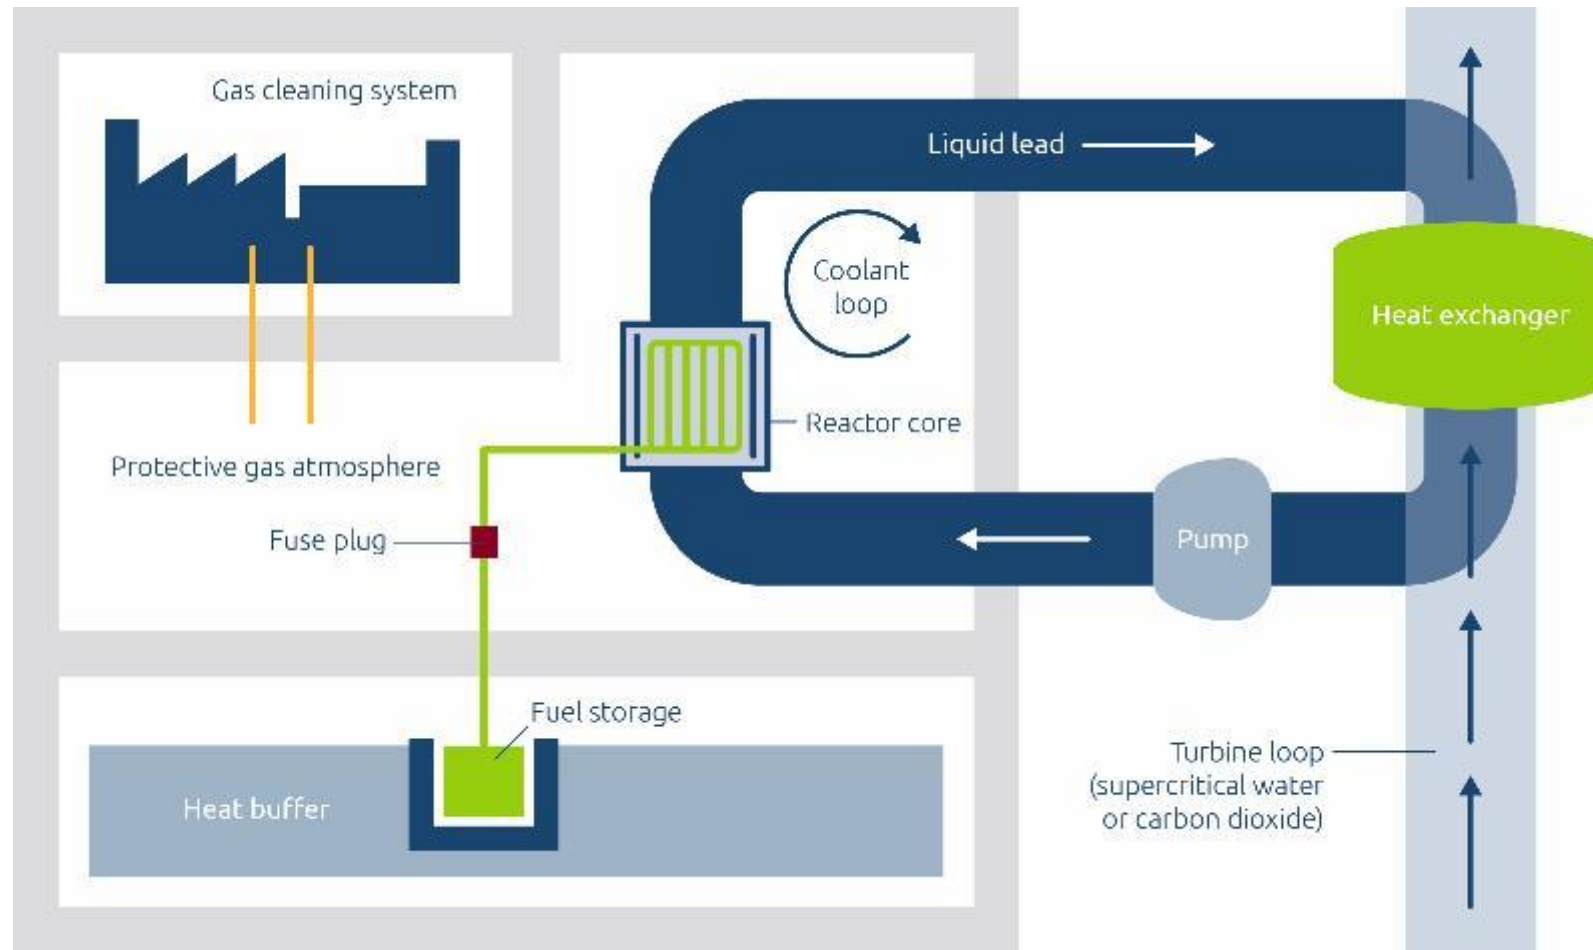 Gas cleaning system
Liquid lead
Coolant
loop
Heat exchanger
Reactor core
Protective gas atmosphere
Fuse plug
Pump
Fuel storage
Heat buffer
Turbine loop
(supercritical water
or carbon dioxide)